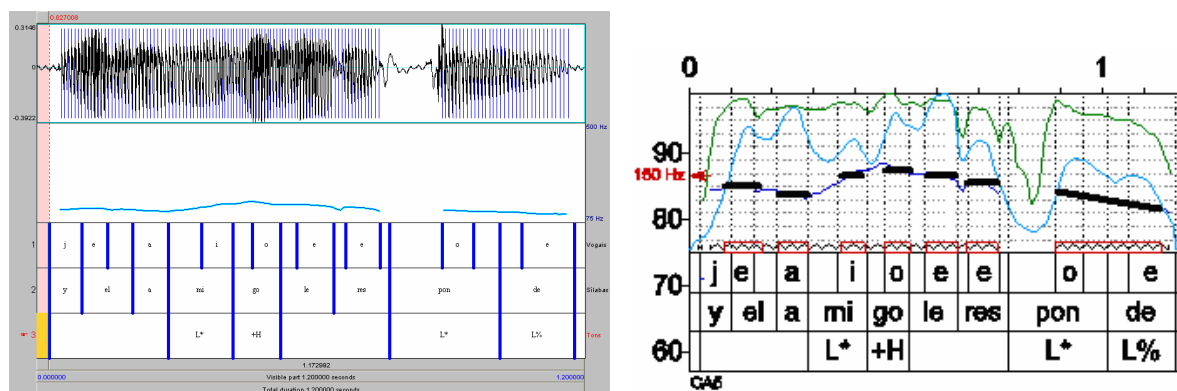 0.027008
0.3146
0
-0.3922
500 Hz
75 Hz
1 j e a i o e e o e Vogais
2 y el a mi go le res pon de Sílabas
3 L* +H L* L% Tons
1.172992
0.000000 Visible part 1.200000 seconds 1.200000
Total duration 1.200000 seconds
0 1
90
150 Hz
80
70
60
j e a i o e e o e
y el a mi go le res pon de
L* +H L* L%